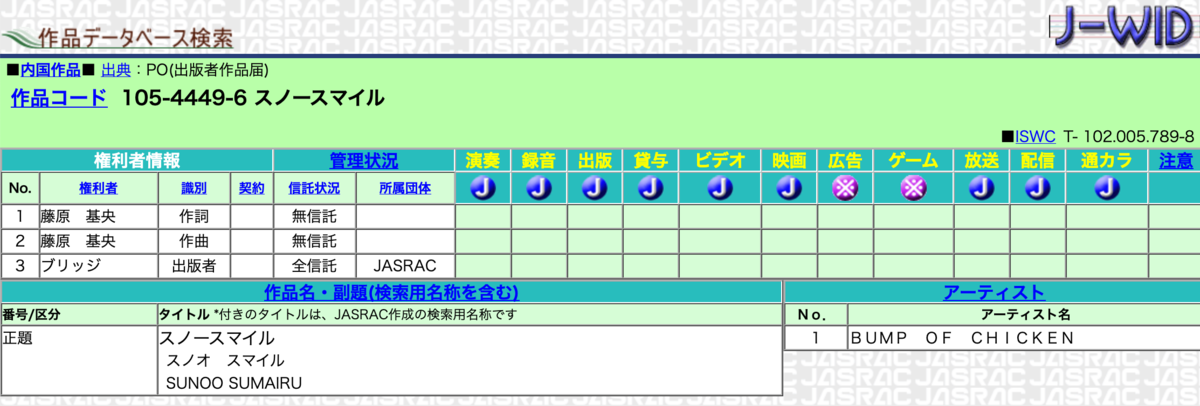 作品データベース検索
J-WID
■内国作品■ 出典：PO(出版者作品届)
作品コード 105-4449-6 スノースマイル
■ISWC T- 102.005.789-8
権利者情報 管理状況 演奏 録音 出版 貸与 ビデオ 映画 広告 ゲーム 放送 配信 通カラ 注意
No. 権利者 識別 契約 信託状況 所属団体 J J J J J J ※ ※ J J J
1 藤原 基央 作詞 無信託
2 藤原 基央 作曲 無信託
3 ブリッジ 出版者 全信託 JASRAC
作品名・副題(検索用名称を含む) アーティスト
番号/区分 タイトル *付きのタイトルは、JASRAC作成の検索用名称です No. アーティスト名
正題 スノースマイル 1 ＢＵＭＰ ＯＦ ＣＨＩＣＫＥＮ
スノオ スマイル
SUNOO SUMAIRU